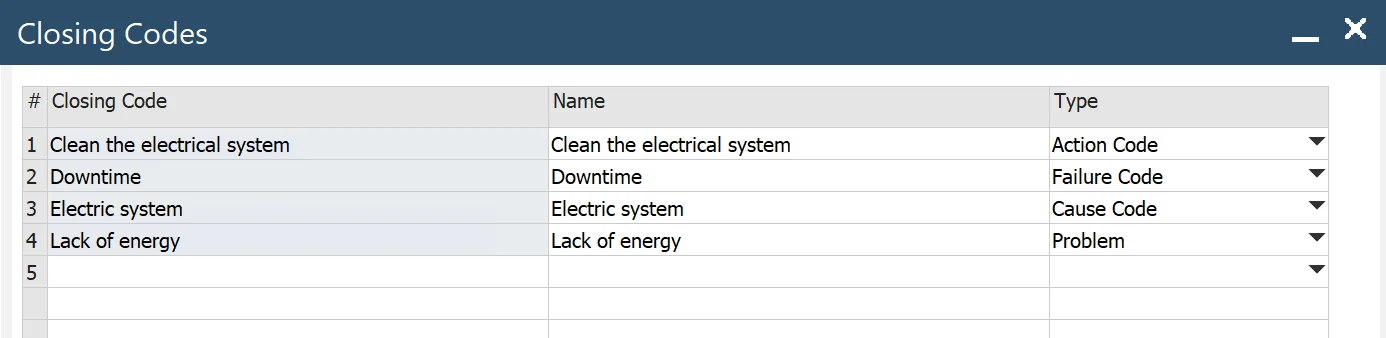 Closing Codes
# Closing Code Name Type
1 Clean the electrical system Clean the electrical system Action Code
2 Downtime Downtime Failure Code
3 Electric system Electric system Cause Code
4 Lack of energy Lack of energy Problem
5